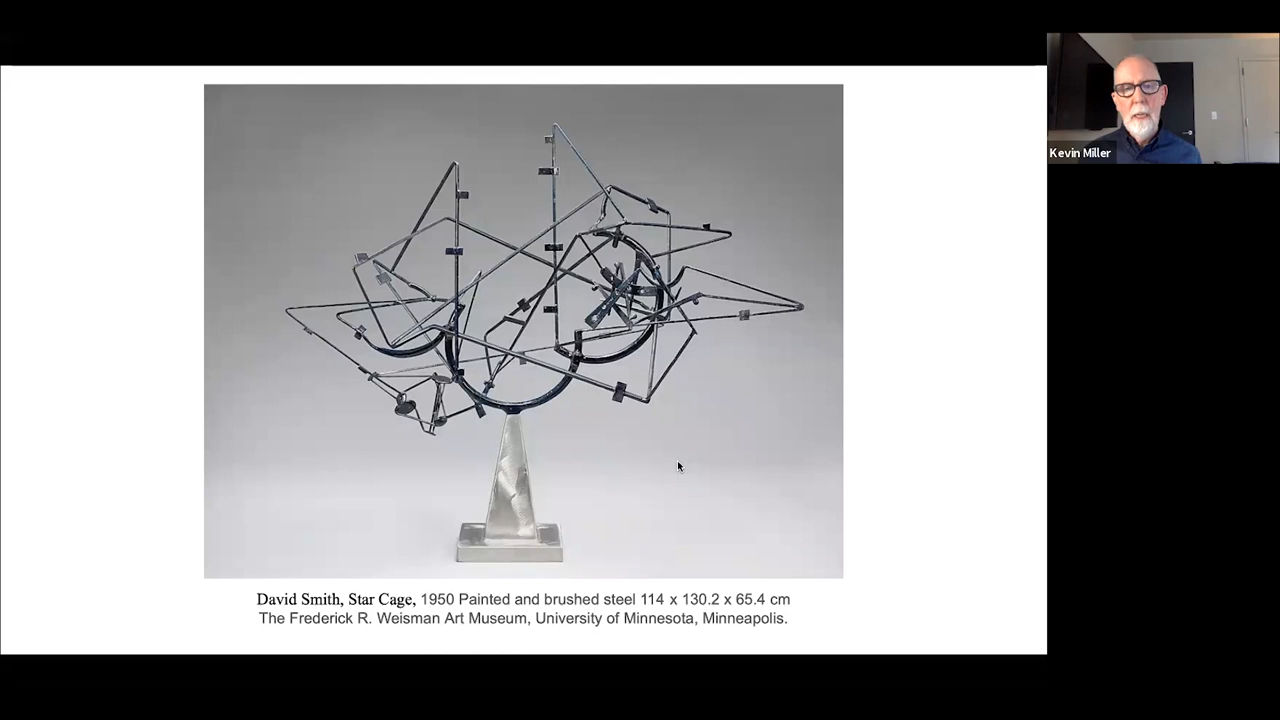 Kevin Miller
David Smith, Star Cage, 1950 Painted and brushed steel 114 x 130.2 x 65.4 cm
The Frederick R. Weisman Art Museum, University of Minnesota, Minneapolis.